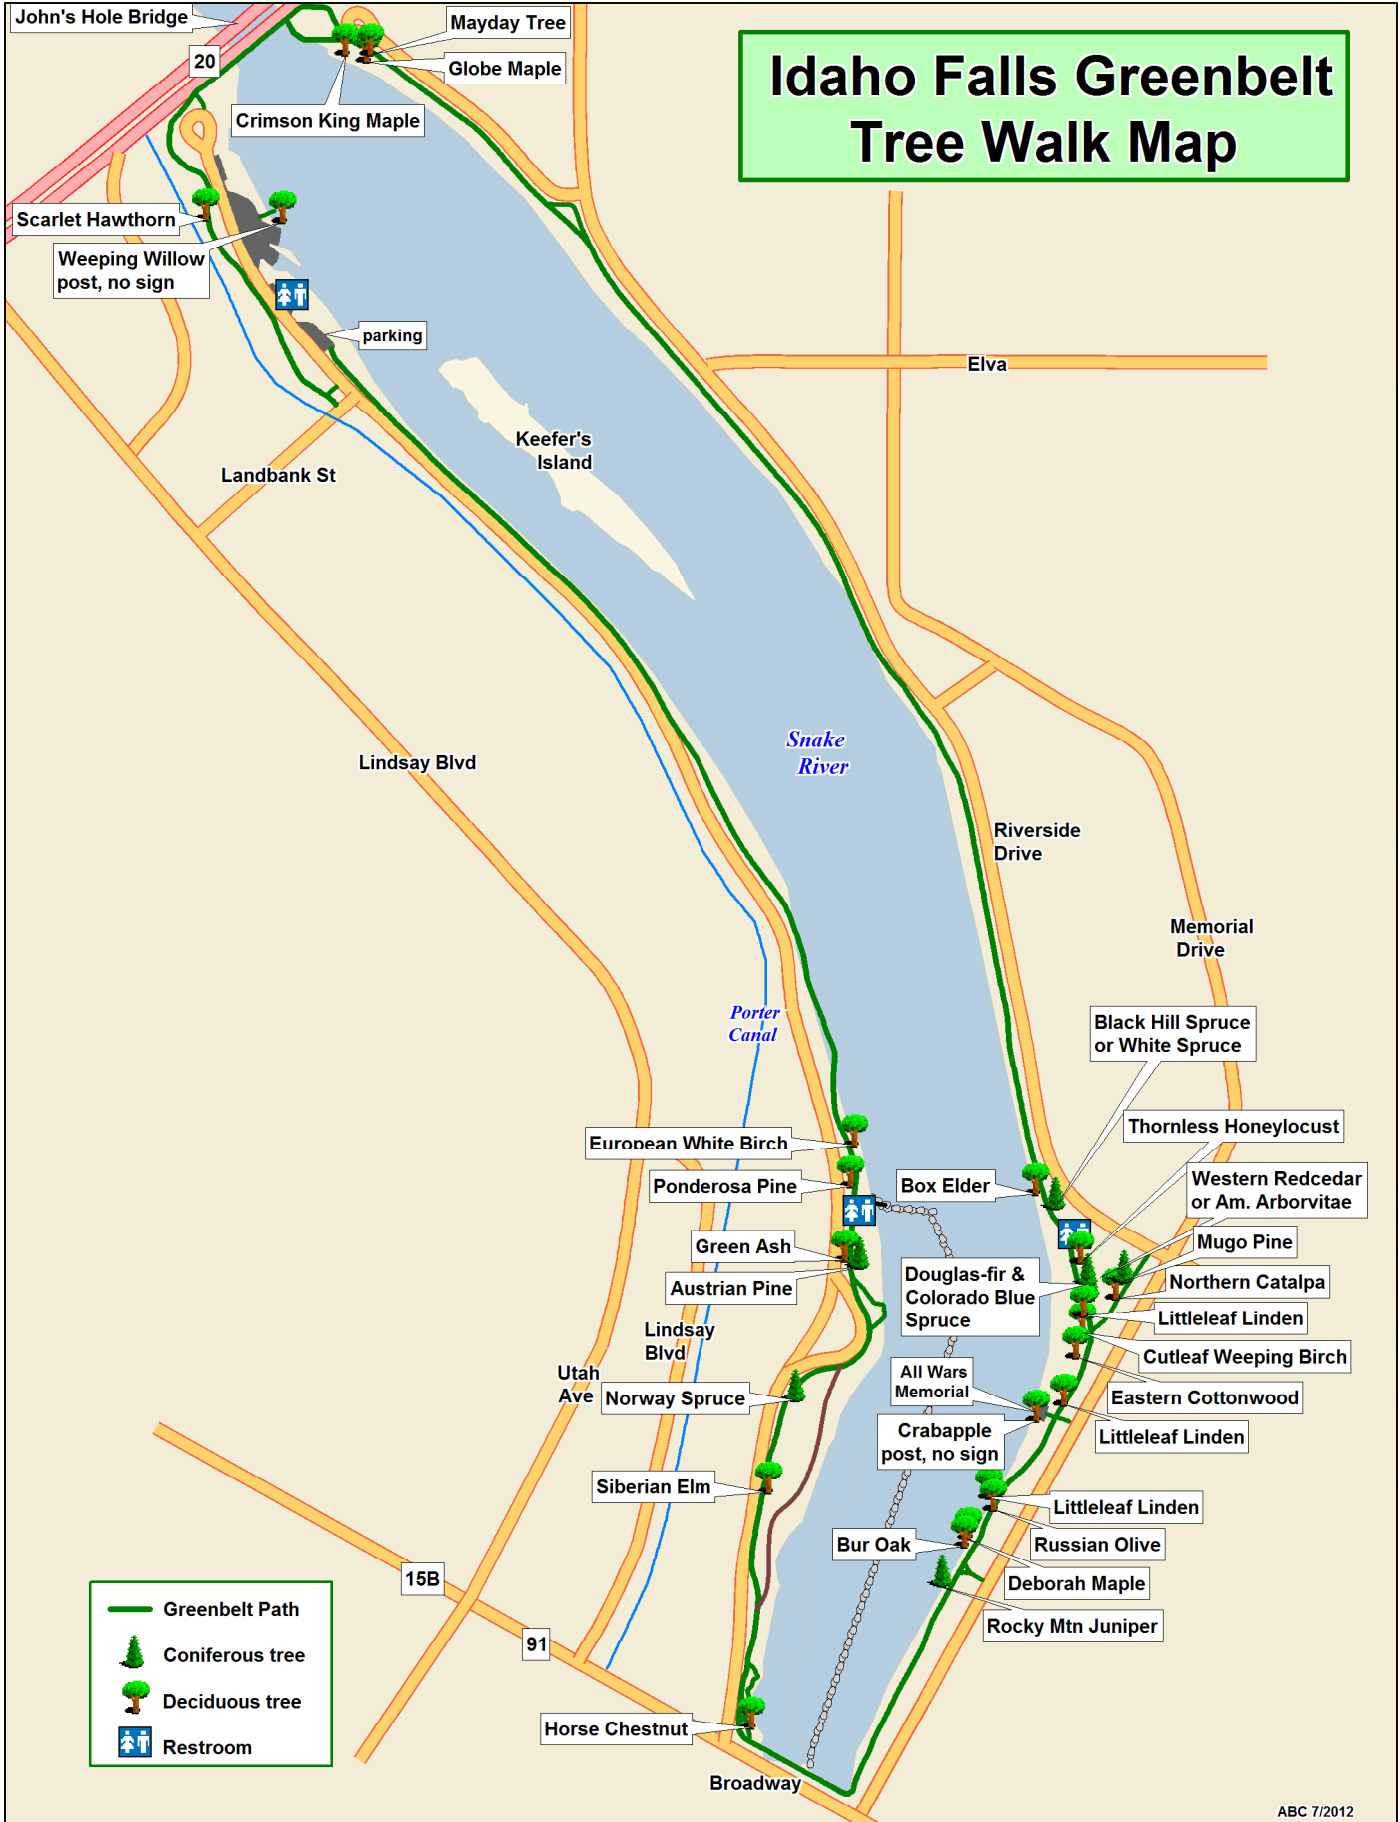 John's Hole Bridge
Mayday Tree
Globe Maple
20
Crimson King Maple
Idaho Falls Greenbelt
Tree Walk Map
Scarlet Hawthorn
Weeping Willow
post, no sign
parking
Elva
Keefer's
Island
Landbank St
Lindsay Blvd
Snake
River
Riverside
Drive
Memorial
Drive
Porter
Canal
Black Hill Spruce
or White Spruce
Thornless Honeylocust
European White Birch
Ponderosa Pine
Box Elder
Western Redcedar
or Am. Arborvitae
Green Ash
Mugo Pine
Austrian Pine
Douglas-fir &
Colorado Blue
Spruce
Northern Catalpa
Littleleaf Linden
Lindsay
Blvd
Cutleaf Weeping Birch
Utah
Ave
Norway Spruce
All Wars
Memorial
Eastern Cottonwood
Crabapple
post, no sign
Littleleaf Linden
Siberian Elm
Littleleaf Linden
Bur Oak
Russian Olive
15B
Deborah Maple
Rocky Mtn Juniper
91
Greenbelt Path
Coniferous tree
Deciduous tree
Restroom
Horse Chestnut
Broadway
ABC 7/2012